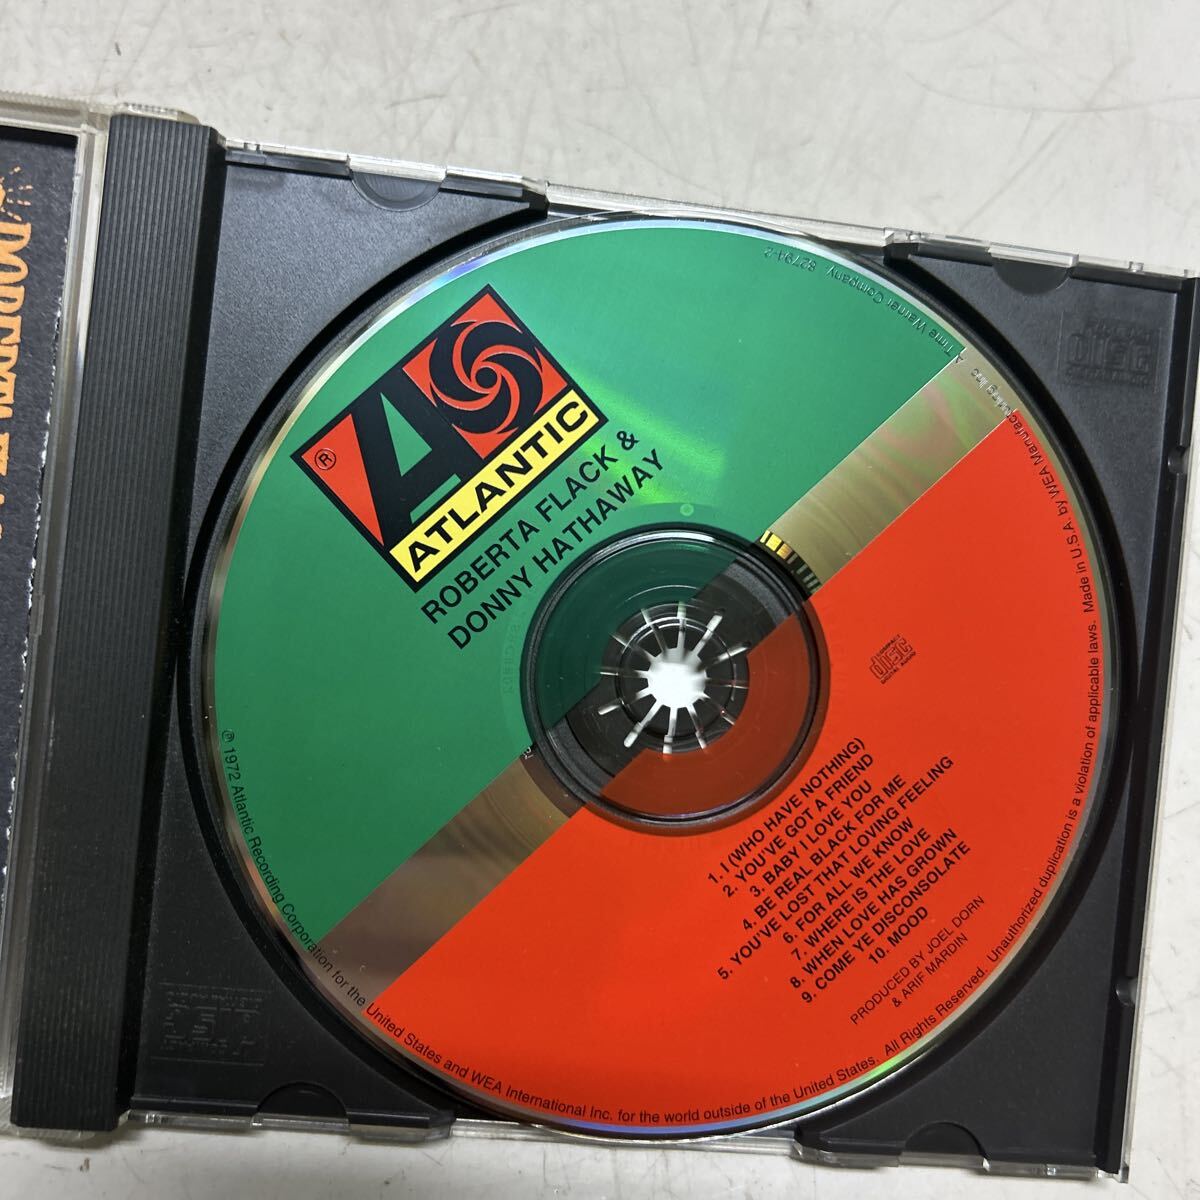 ®
ATLANTIC
ROBERTA FLACK &
DONNY HATHAWAY
COMPACT
disc
DIGITAL AUDIO
1. I (WHO HAVE NOTHING)
2. YOU'VE GOT A FRIEND
3. BABY I LOVE YOU
4. BE REAL BLACK FOR ME
5. YOU'VE LOST THAT LOVING FEELING
6. FOR ALL WE KNOW
7. WHERE IS THE LOVE
8. WHEN LOVE HAS GROWN
9. COME YE DISCONSOLATE
10. MOOD
PRODUCED BY JOEL DORN
& ARIF MARDIN
℗ 1972 Atlantic Recording Corporation for the United States and WEA International Inc. for the world outside of the United States. All Rights Reserved. Unauthorized duplication is a violation of applicable laws. Made in U.S.A. by WEA Manufacturing Inc. A Time Warner Company 82794-2